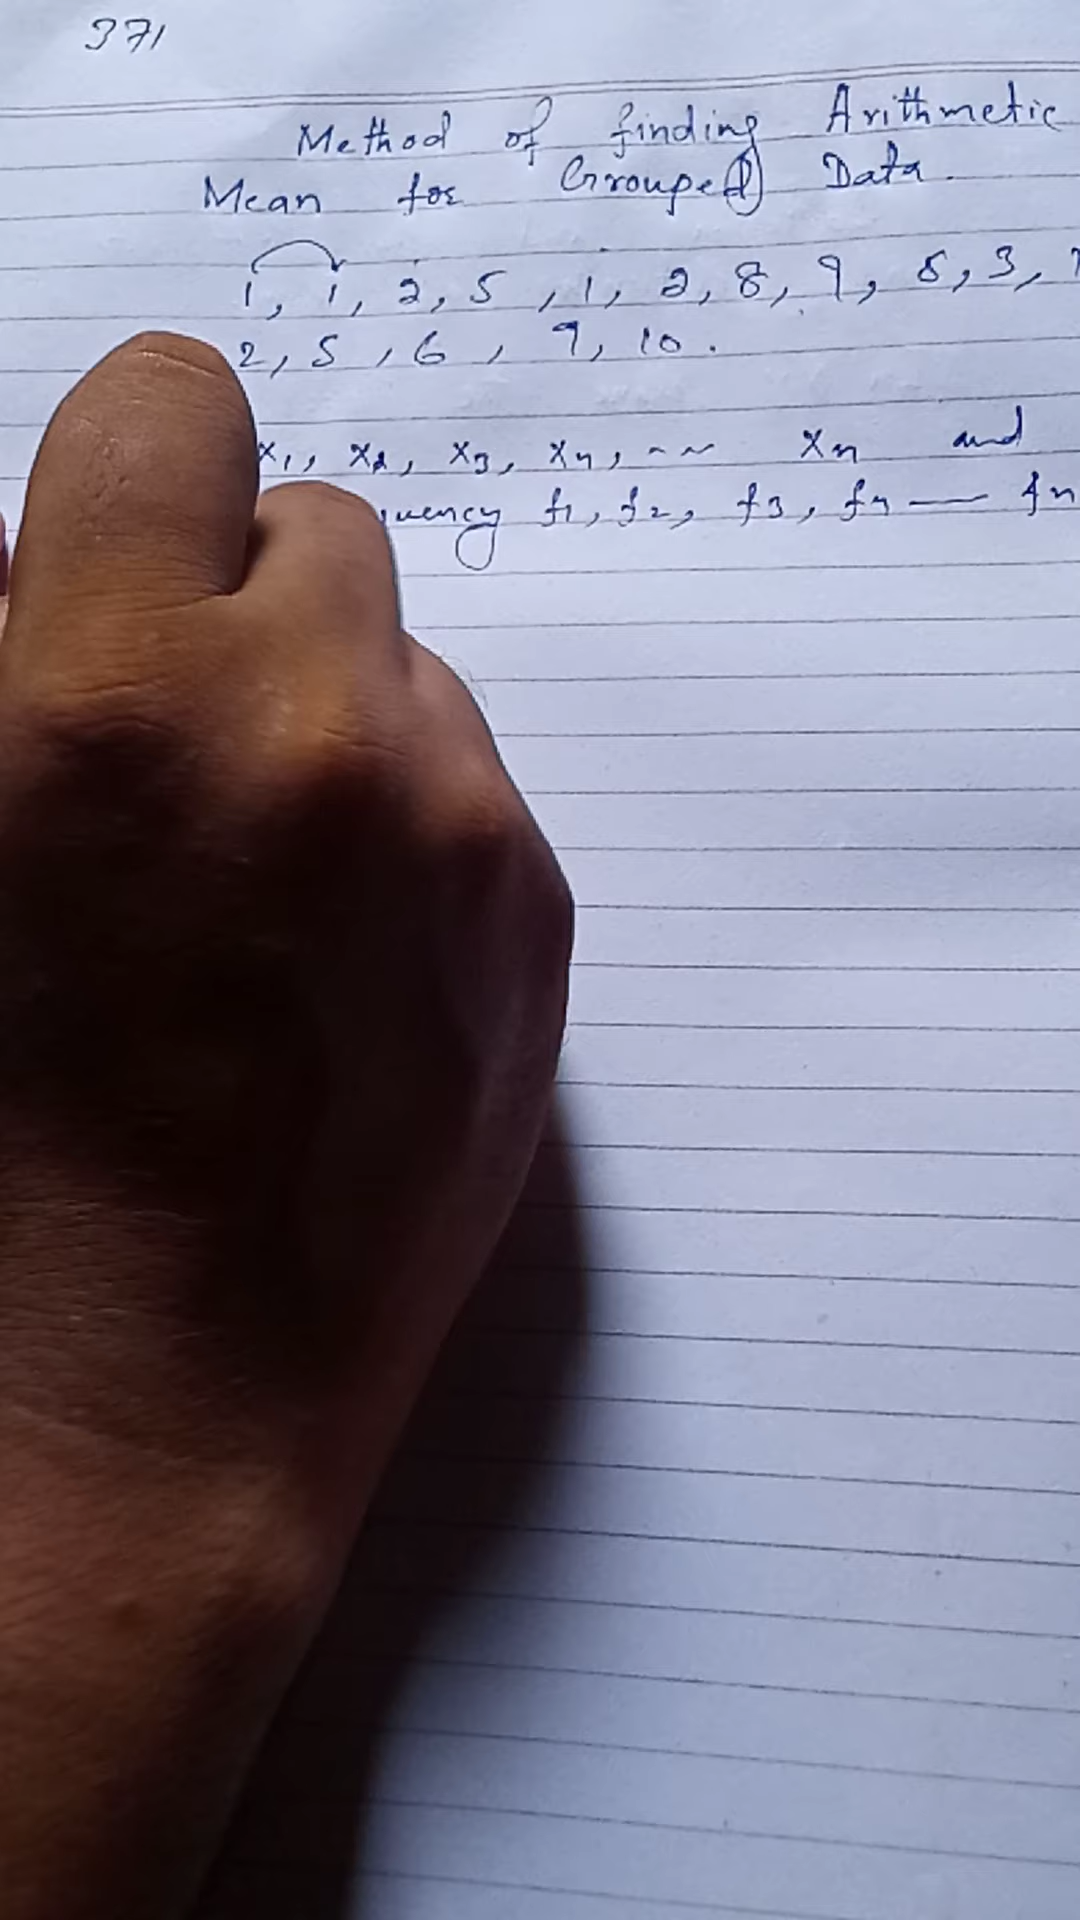 371
Method of finding Arithmetic
Mean for Grouped Data.
1, 1, 2, 5, 1, 2, 8, 9, 8, 3,
2, 5, 6, 9, 10.
x1, x2, x3, x4, -- xn and
f1, f2, f3, f4 — fn